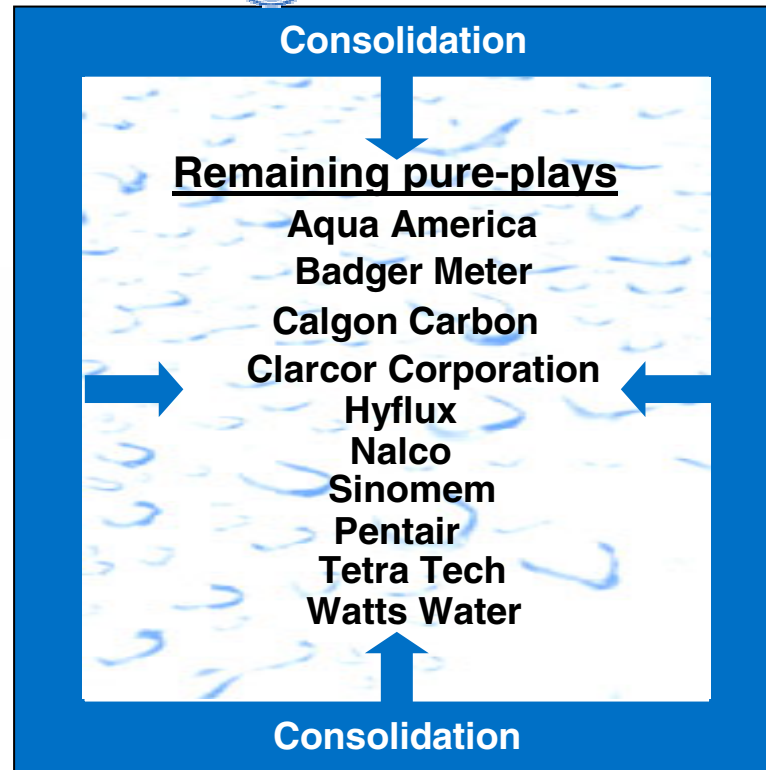 Consolidation
Remaining pure-plays
Aqua America
Badger Meter
Calgon Carbon
Clarcor Corporation
Hyflux
Nalco
Sinomem
Pentair
Tetra Tech
Watts Water
Consolidation